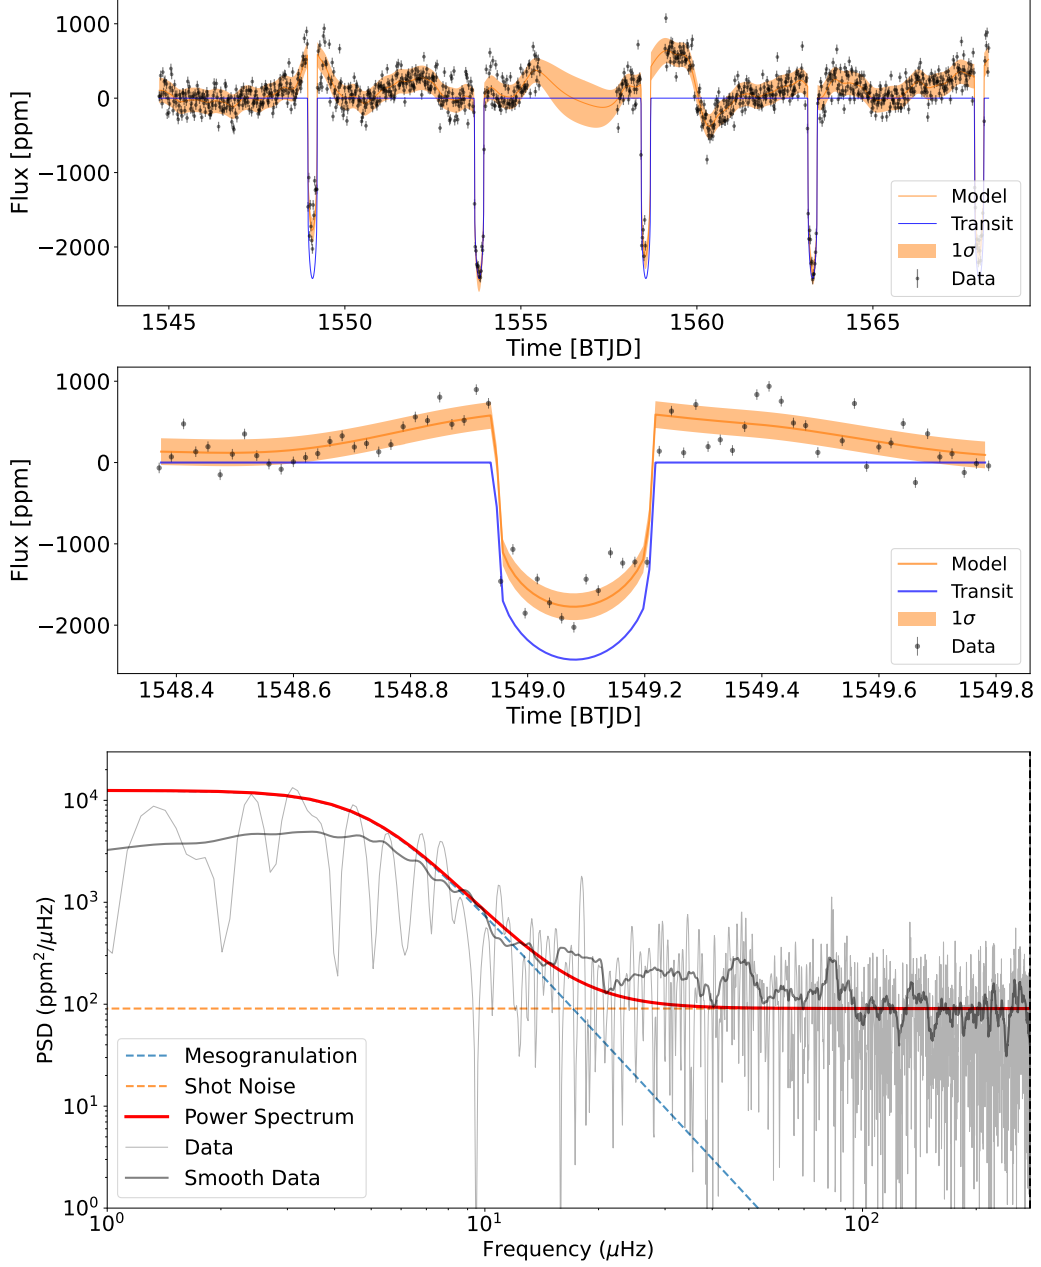 1000
0
−1000
−2000
Flux [ppm]
Model
Transit
1σ
Data
1545 1550 1555 1560 1565
Time [BTJD]
1000
0
−1000
−2000
Flux [ppm]
Model
Transit
1σ
Data
1548.4 1548.6 1548.8 1549.0 1549.2 1549.4 1549.6 1549.8
Time [BTJD]
10⁴
10³
10²
10¹
10⁰
PSD (ppm²/μHz)
Mesogranulation
Shot Noise
Power Spectrum
Data
Smooth Data
10⁰ 10¹ 10²
Frequency (μHz)